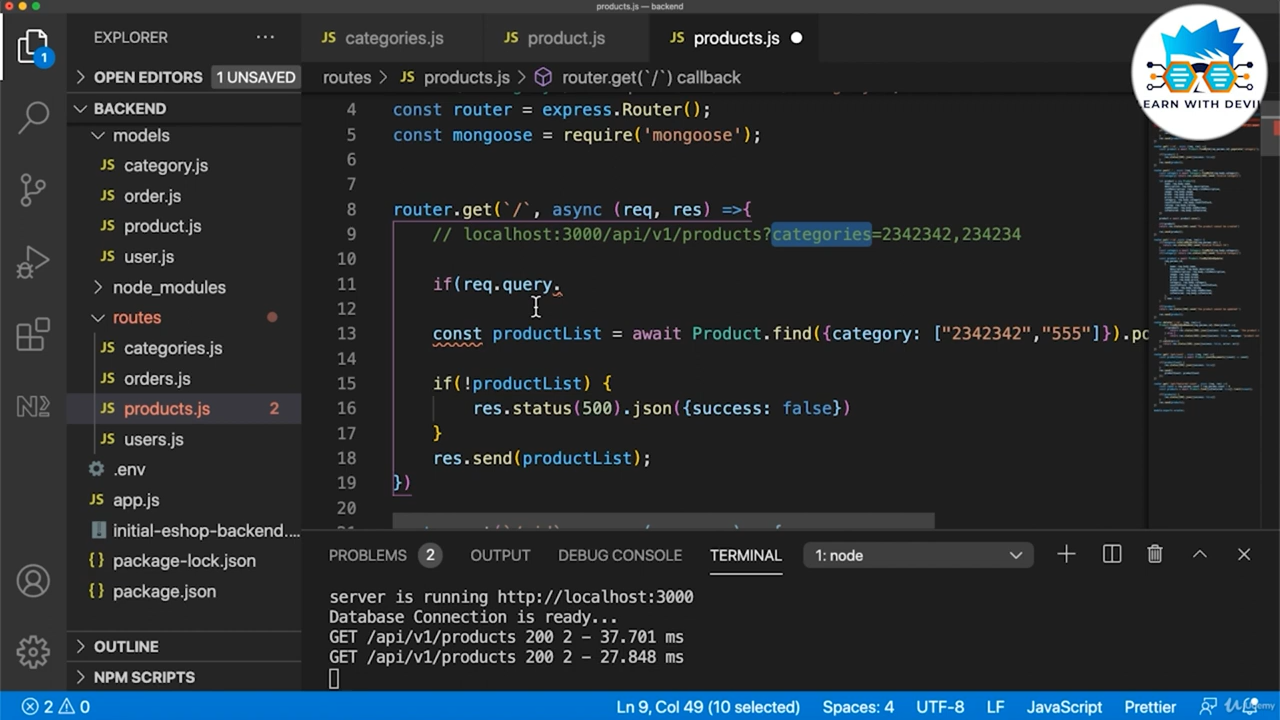 products.js — backend
EXPLORER
OPEN EDITORS 1 UNSAVED
BACKEND
models
category.js
order.js
product.js
user.js
node_modules
routes
categories.js
orders.js
products.js 2
users.js
.env
app.js
initial-eshop-backend....
package-lock.json
package.json
OUTLINE
NPM SCRIPTS
1
categories.js product.js products.js
routes > products.js > router.get(`/`) callback
4 const router = express.Router();
5 const mongoose = require('mongoose');
6
7
8 router.get(`/`, async (req, res) =>{
9 // localhost:3000/api/v1/products?categories=2342342,234234
10
11 if(req.query.
12
13 const productList = await Product.find({category: ["2342342","555"]}).po
14
15 if(!productList) {
16 res.status(500).json({success: false})
17 }
18 res.send(productList);
19 })
20
PROBLEMS 2 OUTPUT DEBUG CONSOLE TERMINAL 1: node
server is running http://localhost:3000
Database Connection is ready...
GET /api/v1/products 200 2 - 37.701 ms
GET /api/v1/products 200 2 - 27.848 ms
2 0 Ln 9, Col 49 (10 selected) Spaces: 4 UTF-8 LF JavaScript Prettier
Udemy